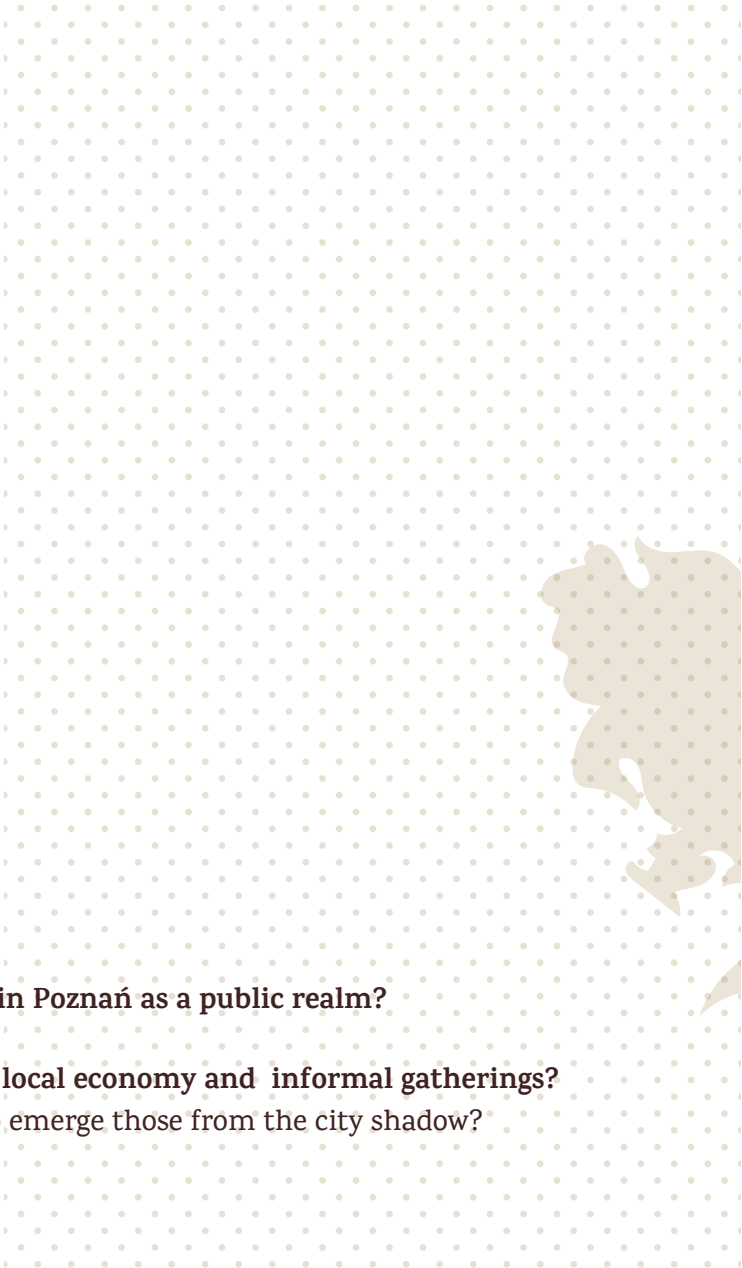 in Poznań as a public realm?
local economy and  informal gatherings?
emerge those from the city shadow?